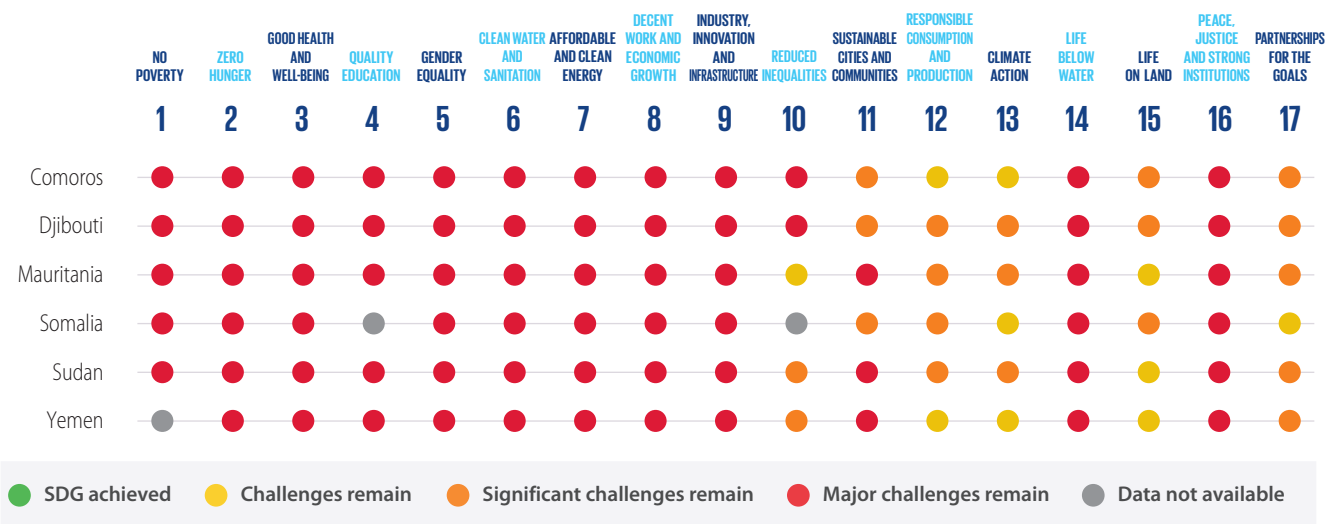 NO
POVERTY
ZERO
HUNGER
GOOD HEALTH
AND
WELL-BEING
QUALITY
EDUCATION
GENDER
EQUALITY
CLEAN WATER
AND
SANITATION
AFFORDABLE
AND CLEAN
ENERGY
DECENT
WORK AND
ECONOMIC
GROWTH
INDUSTRY,
INNOVATION
AND
INFRASTRUCTURE
REDUCED
INEQUALITIES
SUSTAINABLE
CITIES AND
COMMUNITIES
RESPONSIBLE
CONSUMPTION
AND
PRODUCTION
CLIMATE
ACTION
LIFE
BELOW
WATER
LIFE
ON LAND
PEACE,
JUSTICE
AND STRONG
INSTITUTIONS
PARTNERSHIPS
FOR THE
GOALS
1 2 3 4 5 6 7 8 9 10 11 12 13 14 15 16 17
Comoros
Djibouti
Mauritania
Somalia
Sudan
Yemen
SDG achieved Challenges remain Significant challenges remain Major challenges remain Data not available